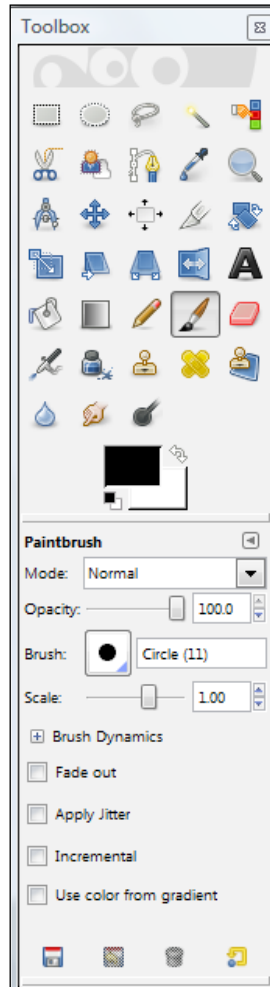 Toolbox
Paintbrush
Mode: Normal
Opacity: 100.0
Brush: Circle (11)
Scale: 1.00
Brush Dynamics
Fade out
Apply Jitter
Incremental
Use color from gradient